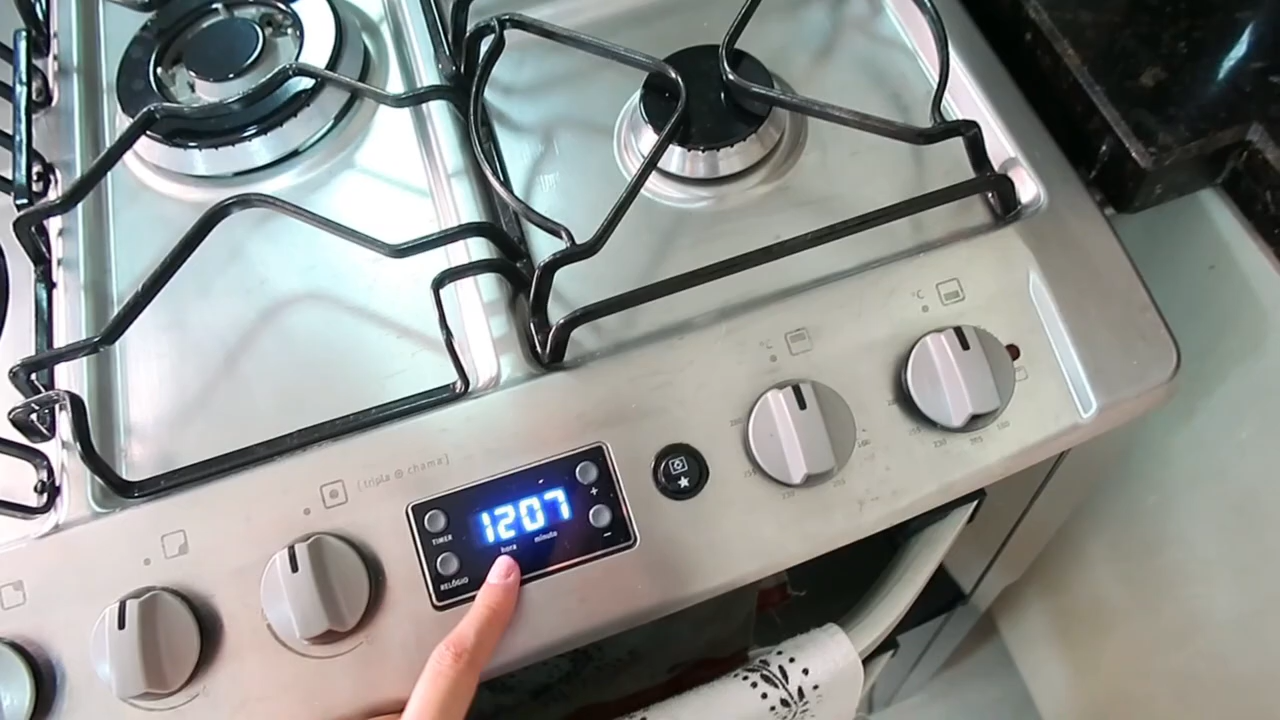 °C
°C
(tripla chama)
1207
+
TIMER
hora
minuto
−
RELÓGIO